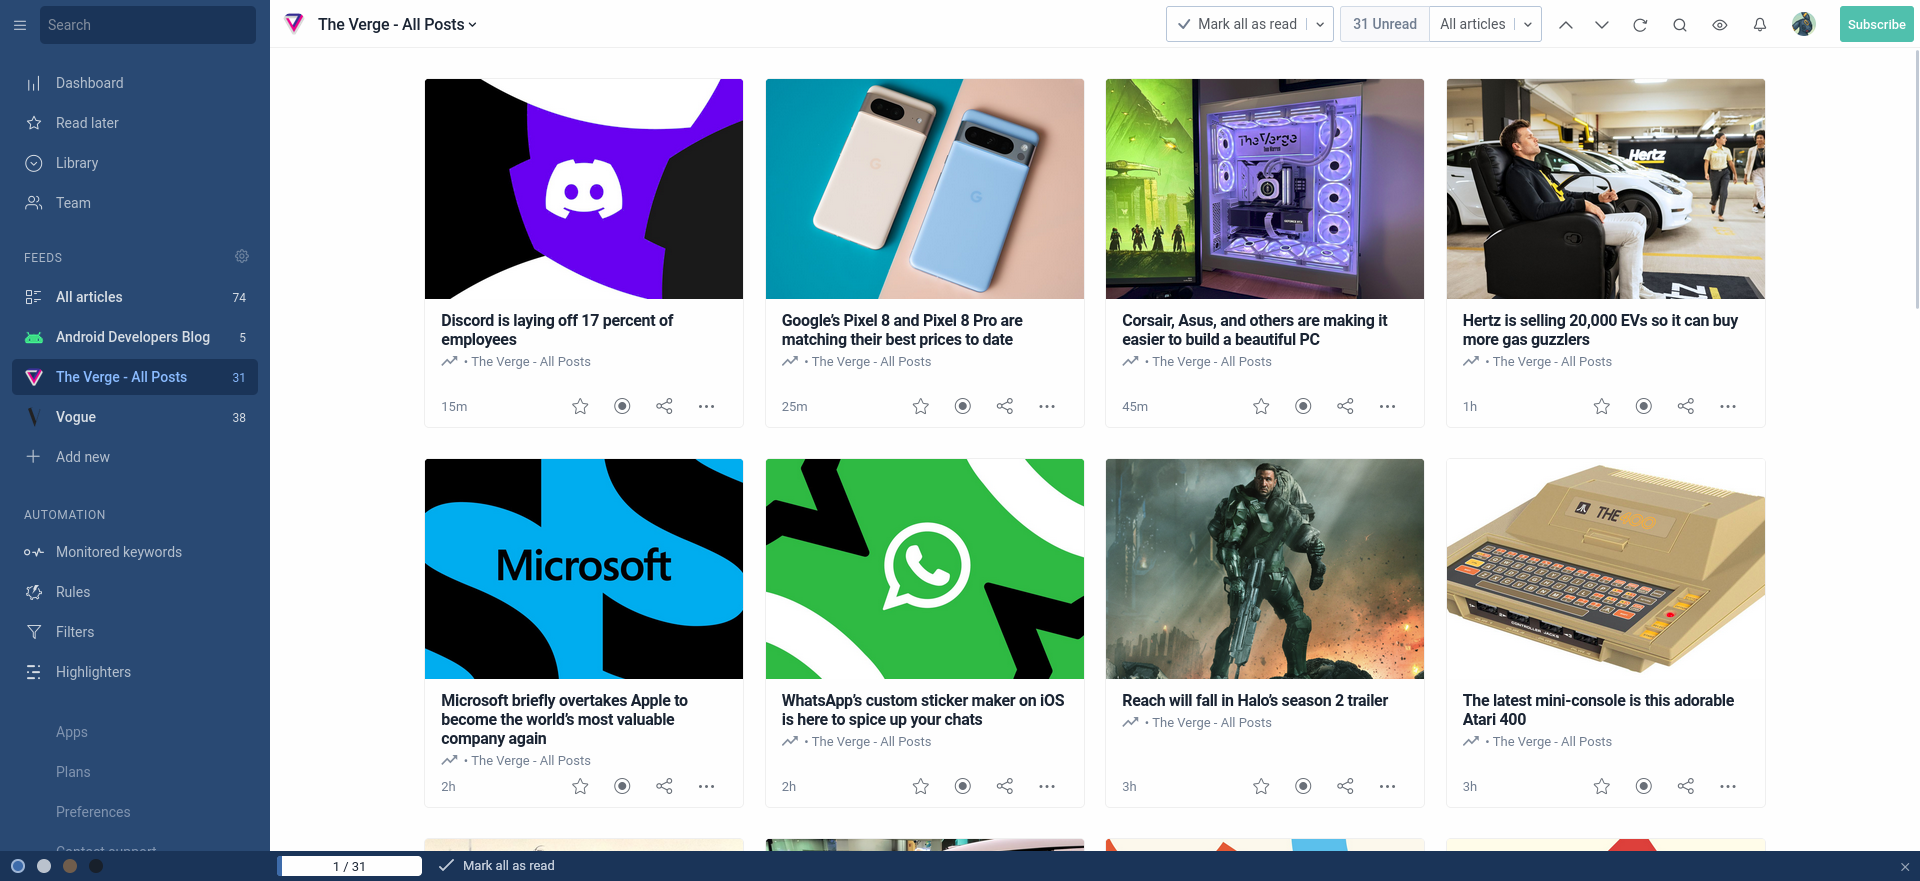 Search
Dashboard
Read later
Library
Team
FEEDS
All articles 74
Android Developers Blog 5
The Verge - All Posts 31
Vogue 38
Add new
AUTOMATION
Monitored keywords
Rules
Filters
Highlighters
Apps
Plans
Preferences
Contact support
The Verge - All Posts
Mark all as read
31 Unread
All articles
Subscribe
TheVerge
Hertz
Discord is laying off 17 percent of
employees
• The Verge - All Posts
15m
Google's Pixel 8 and Pixel 8 Pro are
matching their best prices to date
• The Verge - All Posts
25m
Corsair, Asus, and others are making it
easier to build a beautiful PC
• The Verge - All Posts
45m
Hertz is selling 20,000 EVs so it can buy
more gas guzzlers
• The Verge - All Posts
1h
Microsoft
THE400
CONTROLLER JACKS
Microsoft briefly overtakes Apple to
become the world's most valuable
company again
• The Verge - All Posts
2h
WhatsApp's custom sticker maker on iOS
is here to spice up your chats
• The Verge - All Posts
2h
Reach will fall in Halo's season 2 trailer
• The Verge - All Posts
3h
The latest mini-console is this adorable
Atari 400
• The Verge - All Posts
3h
1 / 31
Mark all as read